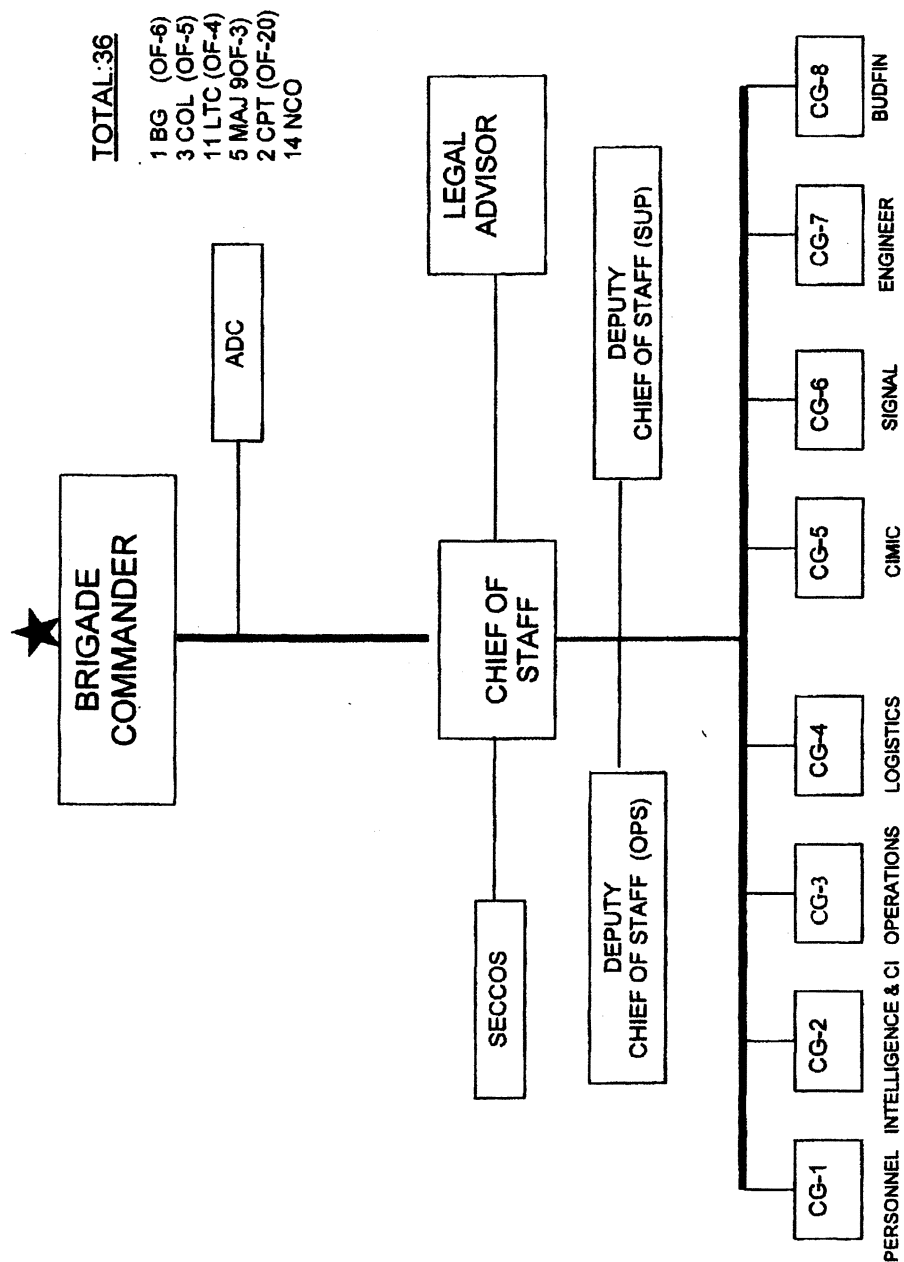 TOTAL:36
1 BG (OF-6)
3 COL (OF-5)
11 LTC (OF-4)
5 MAJ 9OF-3)
2 CPT (OF-20)
14 NCO
BRIGADE
COMMANDER
ADC
SECCOS
CHIEF OF
STAFF
LEGAL
ADVISOR
DEPUTY
CHIEF OF STAFF (OPS)
DEPUTY
CHIEF OF STAFF (SUP)
CG-1
CG-2
CG-3
CG-4
CG-5
CG-6
CG-7
CG-8
PERSONNEL
INTELLIGENCE & CI
OPERATIONS
LOGISTICS
CIMIC
SIGNAL
ENGINEER
BUDFIN